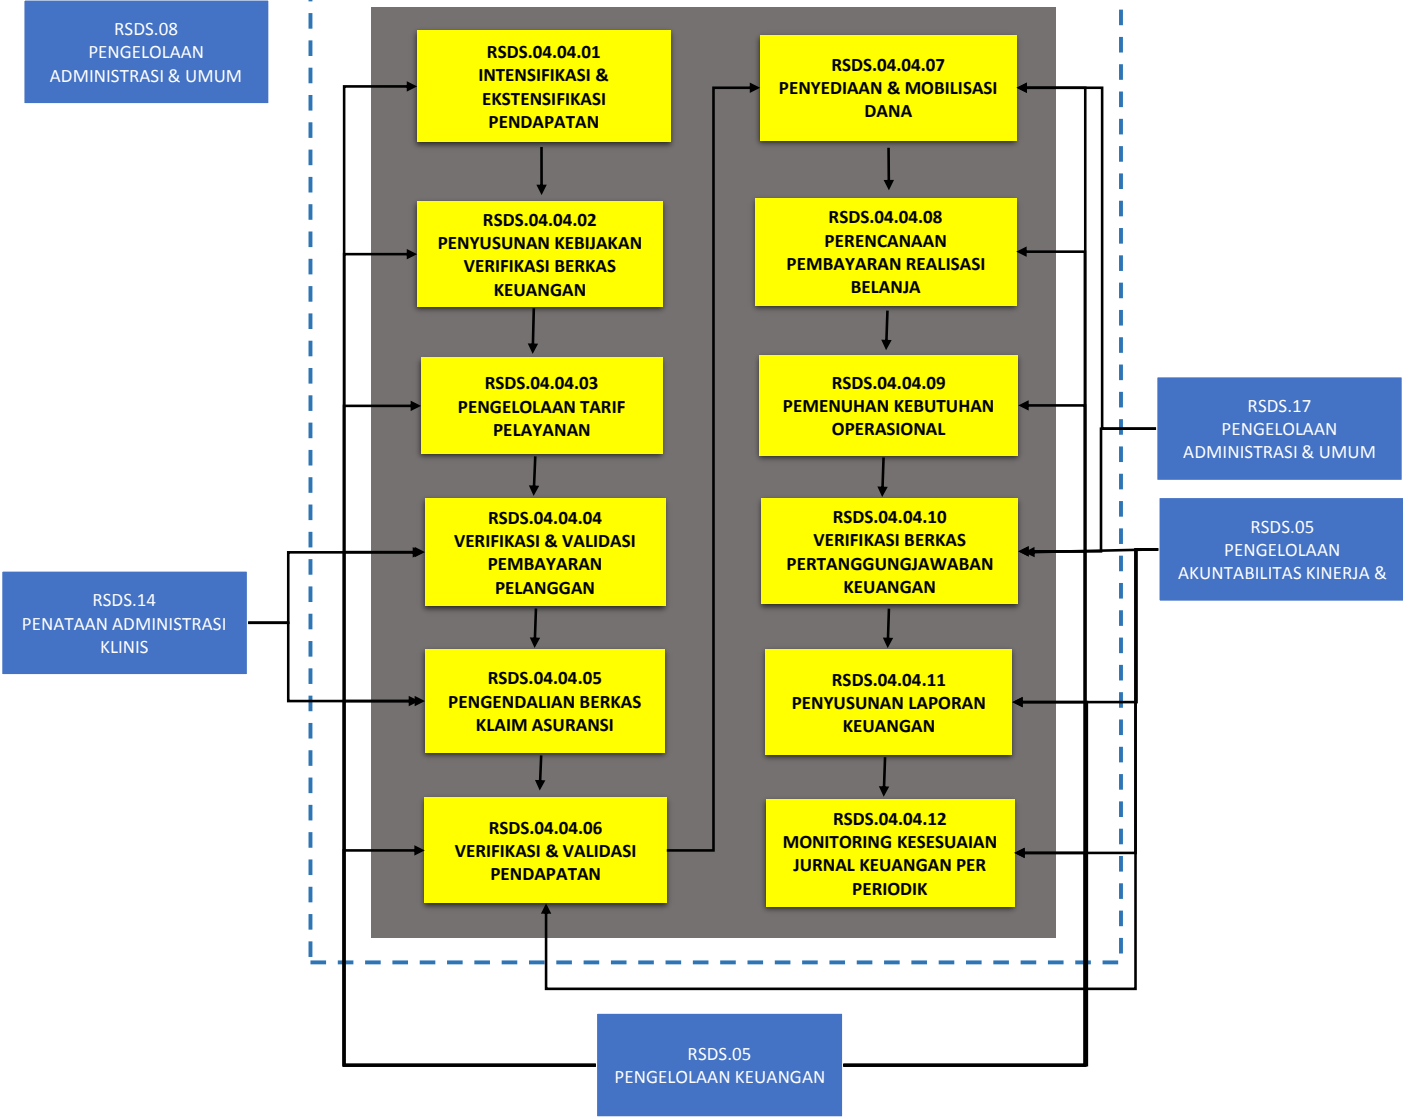 RSDS.08
PENGELOLAAN
ADMINISTRASI & UMUM
RSDS.04.04.01
INTENSIFIKASI &
EKSTENSIFIKASI
PENDAPATAN
RSDS.04.04.02
PENYUSUNAN KEBIJAKAN
VERIFIKASI BERKAS
KEUANGAN
RSDS.04.04.03
PENGELOLAAN TARIF
PELAYANAN
RSDS.04.04.04
VERIFIKASI & VALIDASI
PEMBAYARAN
PELANGGAN
RSDS.04.04.05
PENGENDALIAN BERKAS
KLAIM ASURANSI
RSDS.04.04.06
VERIFIKASI & VALIDASI
PENDAPATAN
RSDS.04.04.07
PENYEDIAAN & MOBILISASI
DANA
RSDS.04.04.08
PERENCANAAN
PEMBAYARAN REALISASI
BELANJA
RSDS.04.04.09
PEMENUHAN KEBUTUHAN
OPERASIONAL
RSDS.04.04.10
VERIFIKASI BERKAS
PERTANGGUNGJAWABAN
KEUANGAN
RSDS.04.04.11
PENYUSUNAN LAPORAN
KEUANGAN
RSDS.04.04.12
MONITORING KESESUAIAN
JURNAL KEUANGAN PER
PERIODIK
RSDS.14
PENATAAN ADMINISTRASI
KLINIS
RSDS.17
PENGELOLAAN
ADMINISTRASI & UMUM
RSDS.05
PENGELOLAAN
AKUNTABILITAS KINERJA &
RSDS.05
PENGELOLAAN KEUANGAN